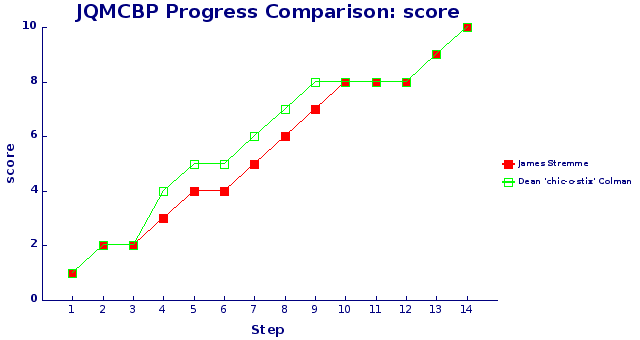 JQMCBP Progress Comparison: score
10
8
6
4
2
0
score
1 2 3 4 5 6 7 8 9 10 11 12 13 14
Step
James Stremme
Dean 'chic-o-stix' Colman